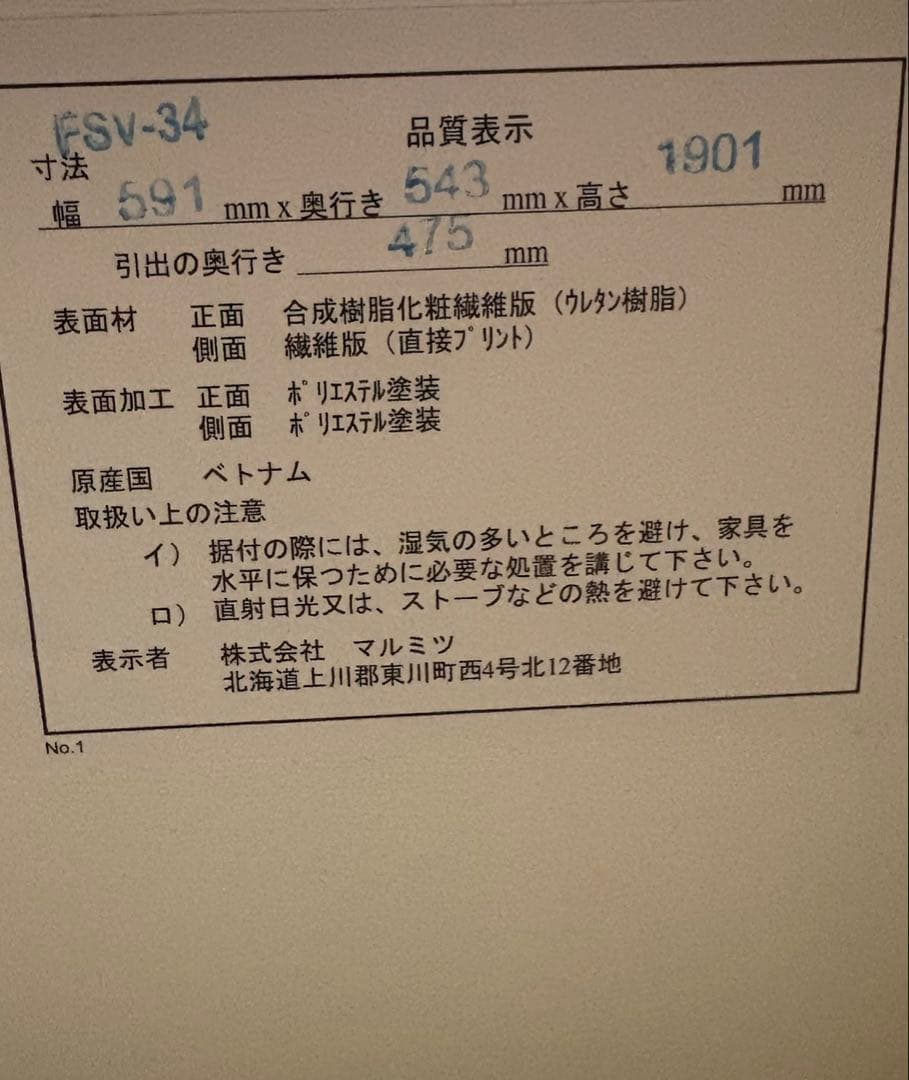 FSV-34
品質表示
寸法
幅 591 mm x 奥行き 543 mm x 高さ 1901 mm
引出の奥行き 475 mm
表面材 正面 合成樹脂化粧繊維版（ｳﾚﾀﾝ樹脂）
側面 繊維版（直接ﾌﾟﾘﾝﾄ）
表面加工 正面 ﾎﾟﾘｴｽﾃﾙ塗装
側面 ﾎﾟﾘｴｽﾃﾙ塗装
原産国 ベトナム
取扱い上の注意
イ） 据付の際には、湿気の多いところを避け、家具を
水平に保つために必要な処置を講じて下さい。
ロ） 直射日光又は、ストーブなどの熱を避けて下さい。
表示者 株式会社 マルミツ
北海道上川郡東川町西4号北12番地
No.1